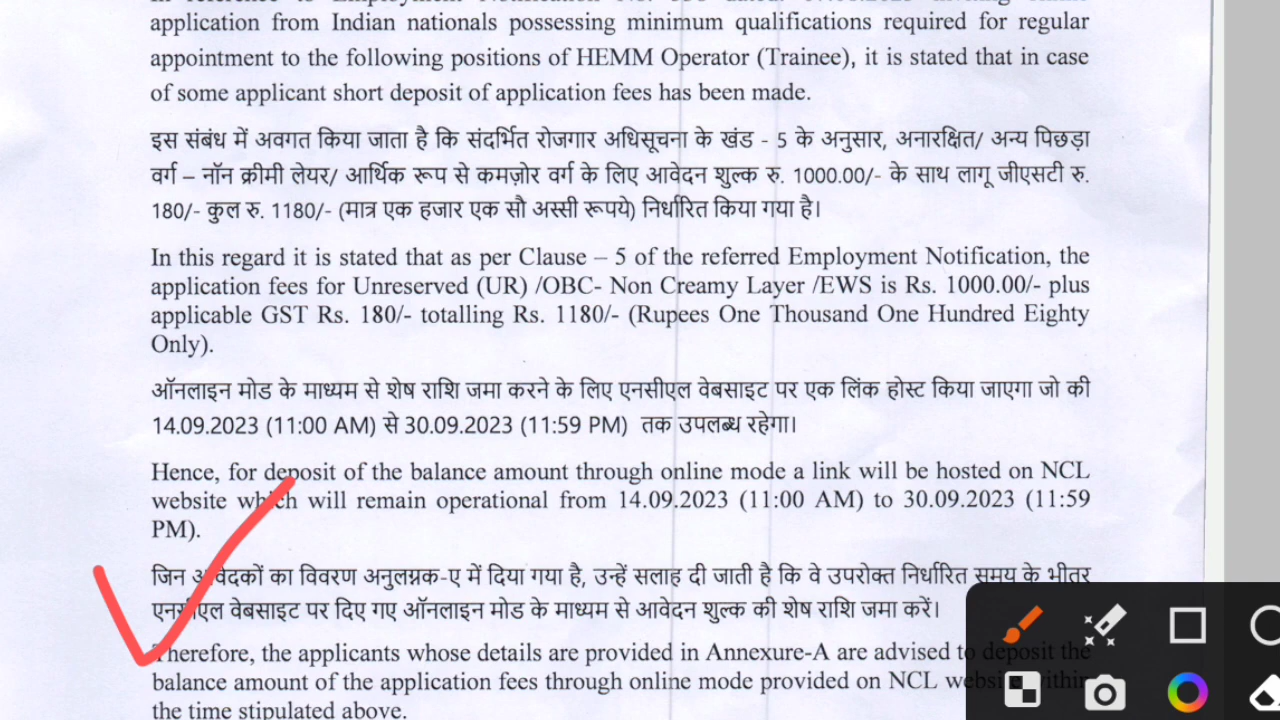 application from Indian nationals possessing minimum qualifications required for regular
appointment to the following positions of HEMM Operator (Trainee), it is stated that in case
of some applicant short deposit of application fees has been made.
इस संबंध में अवगत किया जाता है कि संदर्भित रोजगार अधिसूचना के खंड - 5 के अनुसार, अनारक्षित/ अन्य पिछड़ा
वर्ग – नॉन क्रीमी लेयर/ आर्थिक रूप से कमज़ोर वर्ग के लिए आवेदन शुल्क रु. 1000.00/- के साथ लागू जीएसटी रु.
180/- कुल रु. 1180/- (मात्र एक हजार एक सौ अस्सी रूपये) निर्धारित किया गया है।
In this regard it is stated that as per Clause – 5 of the referred Employment Notification, the
application fees for Unreserved (UR) /OBC- Non Creamy Layer /EWS is Rs. 1000.00/- plus
applicable GST Rs. 180/- totalling Rs. 1180/- (Rupees One Thousand One Hundred Eighty
Only).
ऑनलाइन मोड के माध्यम से शेष राशि जमा करने के लिए एनसीएल वेबसाइट पर एक लिंक होस्ट किया जाएगा जो की
14.09.2023 (11:00 AM) से 30.09.2023 (11:59 PM) तक उपलब्ध रहेगा।
Hence, for deposit of the balance amount through online mode a link will be hosted on NCL
website which will remain operational from 14.09.2023 (11:00 AM) to 30.09.2023 (11:59
PM).
जिन आवेदकों का विवरण अनुलग्नक-ए में दिया गया है, उन्हें सलाह दी जाती है कि वे उपरोक्त निर्धारित समय के भीतर
एनसीएल वेबसाइट पर दिए गए ऑनलाइन मोड के माध्यम से आवेदन शुल्क की शेष राशि जमा करें।
Therefore, the applicants whose details are provided in Annexure-A are advised to deposit the
balance amount of the application fees through online mode provided on NCL website within
the time stipulated above.